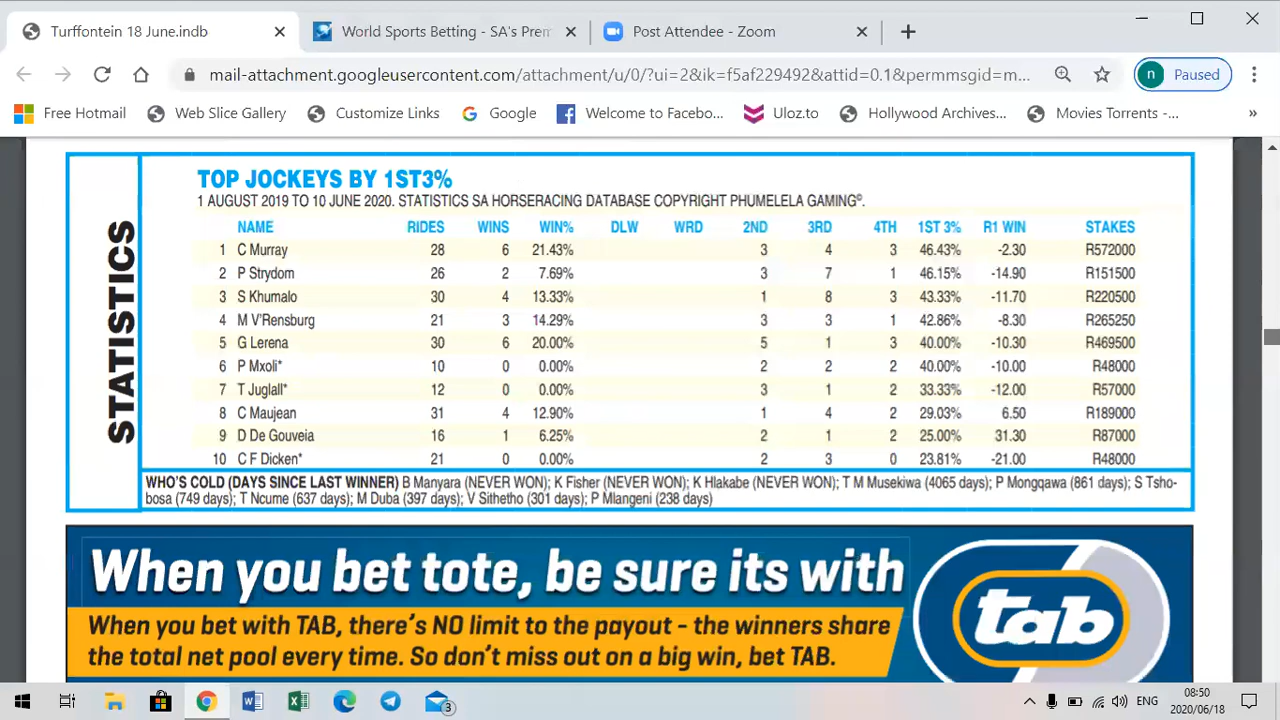 Turffontein 18 June.indb
World Sports Betting - SA's Prem
Post Attendee - Zoom
mail-attachment.googleusercontent.com/attachment/u/0/?ui=2&ik=f5af229492&attid=0.1&permmsgid=m...
n Paused
Free Hotmail Web Slice Gallery Customize Links Google Welcome to Facebo... Uloz.to Hollywood Archives... Movies Torrents -... »
STATISTICS
TOP JOCKEYS BY 1ST3%
1 AUGUST 2019 TO 10 JUNE 2020. STATISTICS SA HORSERACING DATABASE COPYRIGHT PHUMELELA GAMING©.
NAME RIDES WINS WIN% DLW WRD 2ND 3RD 4TH 1ST 3% R1 WIN STAKES
1 C Murray 28 6 21.43% 3 4 3 46.43% -2.30 R572000
2 P Strydom 26 2 7.69% 3 7 1 46.15% -14.90 R151500
3 S Khumalo 30 4 13.33% 1 8 3 43.33% -11.70 R220500
4 M V'Rensburg 21 3 14.29% 3 3 1 42.86% -8.30 R265250
5 G Lerena 30 6 20.00% 5 1 3 40.00% -10.30 R469500
6 P Mxoli* 10 0 0.00% 2 2 2 40.00% -10.00 R48000
7 T Juglall* 12 0 0.00% 3 1 2 33.33% -12.00 R57000
8 C Maujean 31 4 12.90% 1 4 2 29.03% 6.50 R189000
9 D De Gouveia 16 1 6.25% 2 1 2 25.00% 31.30 R87000
10 C F Dicken* 21 0 0.00% 2 3 0 23.81% -21.00 R48000
WHO'S COLD (DAYS SINCE LAST WINNER) B Manyara (NEVER WON); K Fisher (NEVER WON); K Hlakabe (NEVER WON); T M Musekiwa (4065 days); P Mongqawa (861 days); S Tsho-
bosa (749 days); T Ncume (637 days); M Duba (397 days); V Sithetho (301 days); P Mlangeni (238 days)
When you bet tote, be sure its with
tab
When you bet with TAB, there's NO limit to the payout - the winners share
the total net pool every time. So don't miss out on a big win, bet TAB.
3
ENG
08:50
2020/06/18